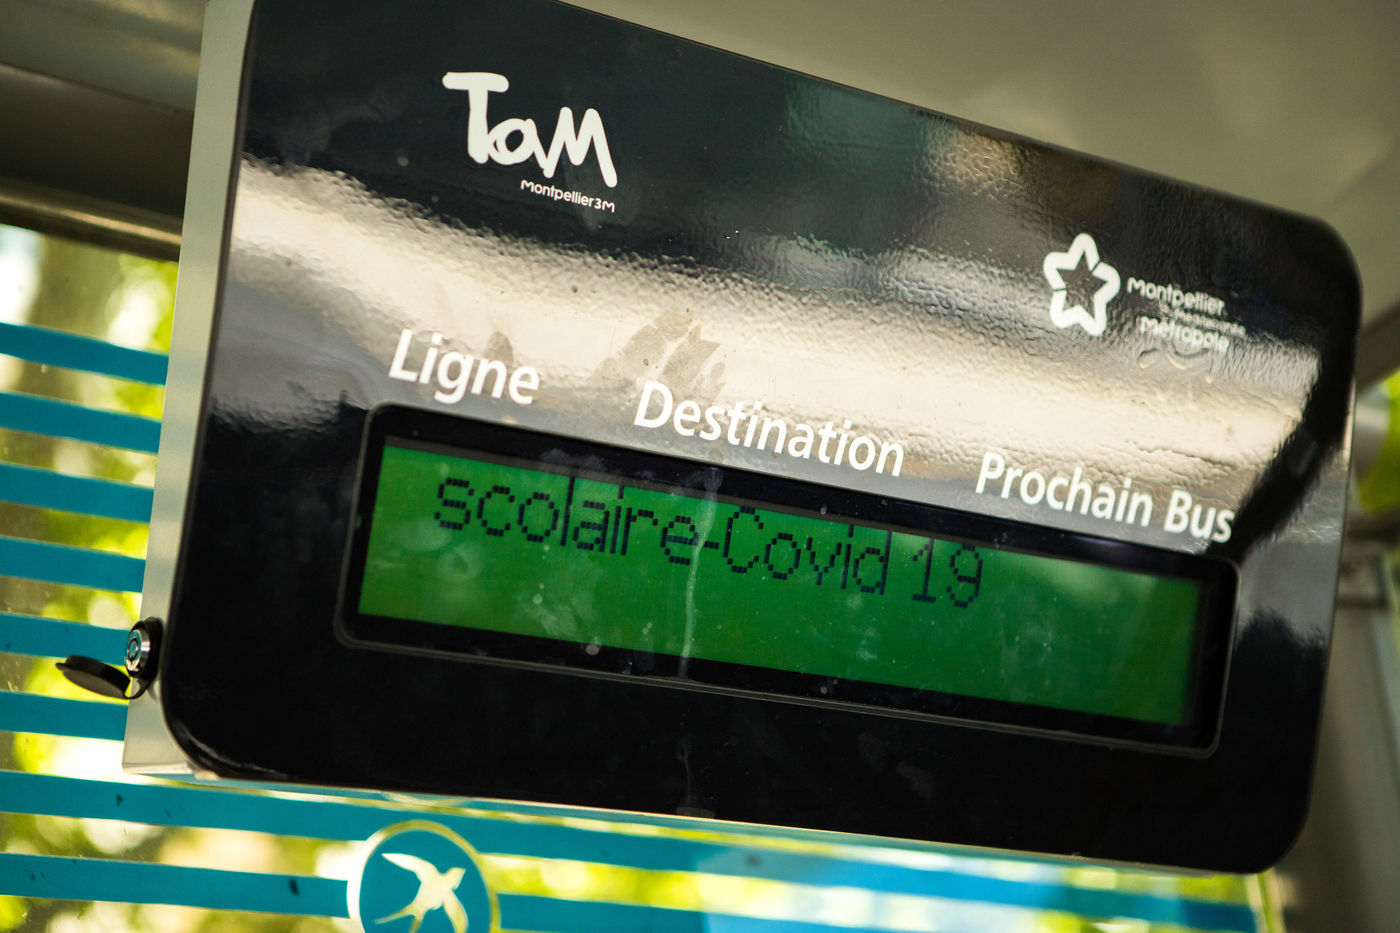 TaM
Montpellier3M
Montpellier
Métropole
Ligne Destination Prochain Bus
scolaire-Covid 19